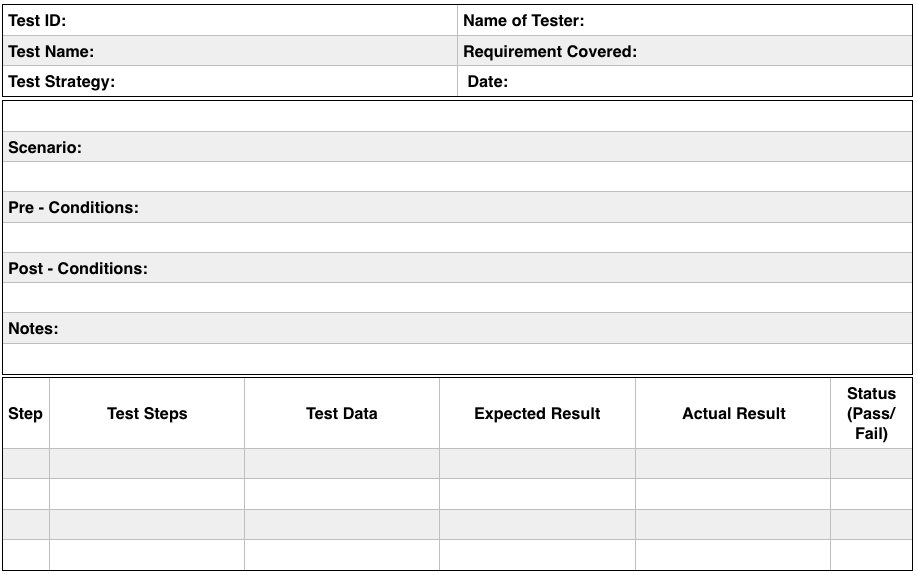 Test ID: Name of Tester:
Test Name: Requirement Covered:
Test Strategy: Date:
Scenario:
Pre - Conditions:
Post - Conditions:
Notes:
Step Test Steps Test Data Expected Result Actual Result Status
(Pass/
Fail)